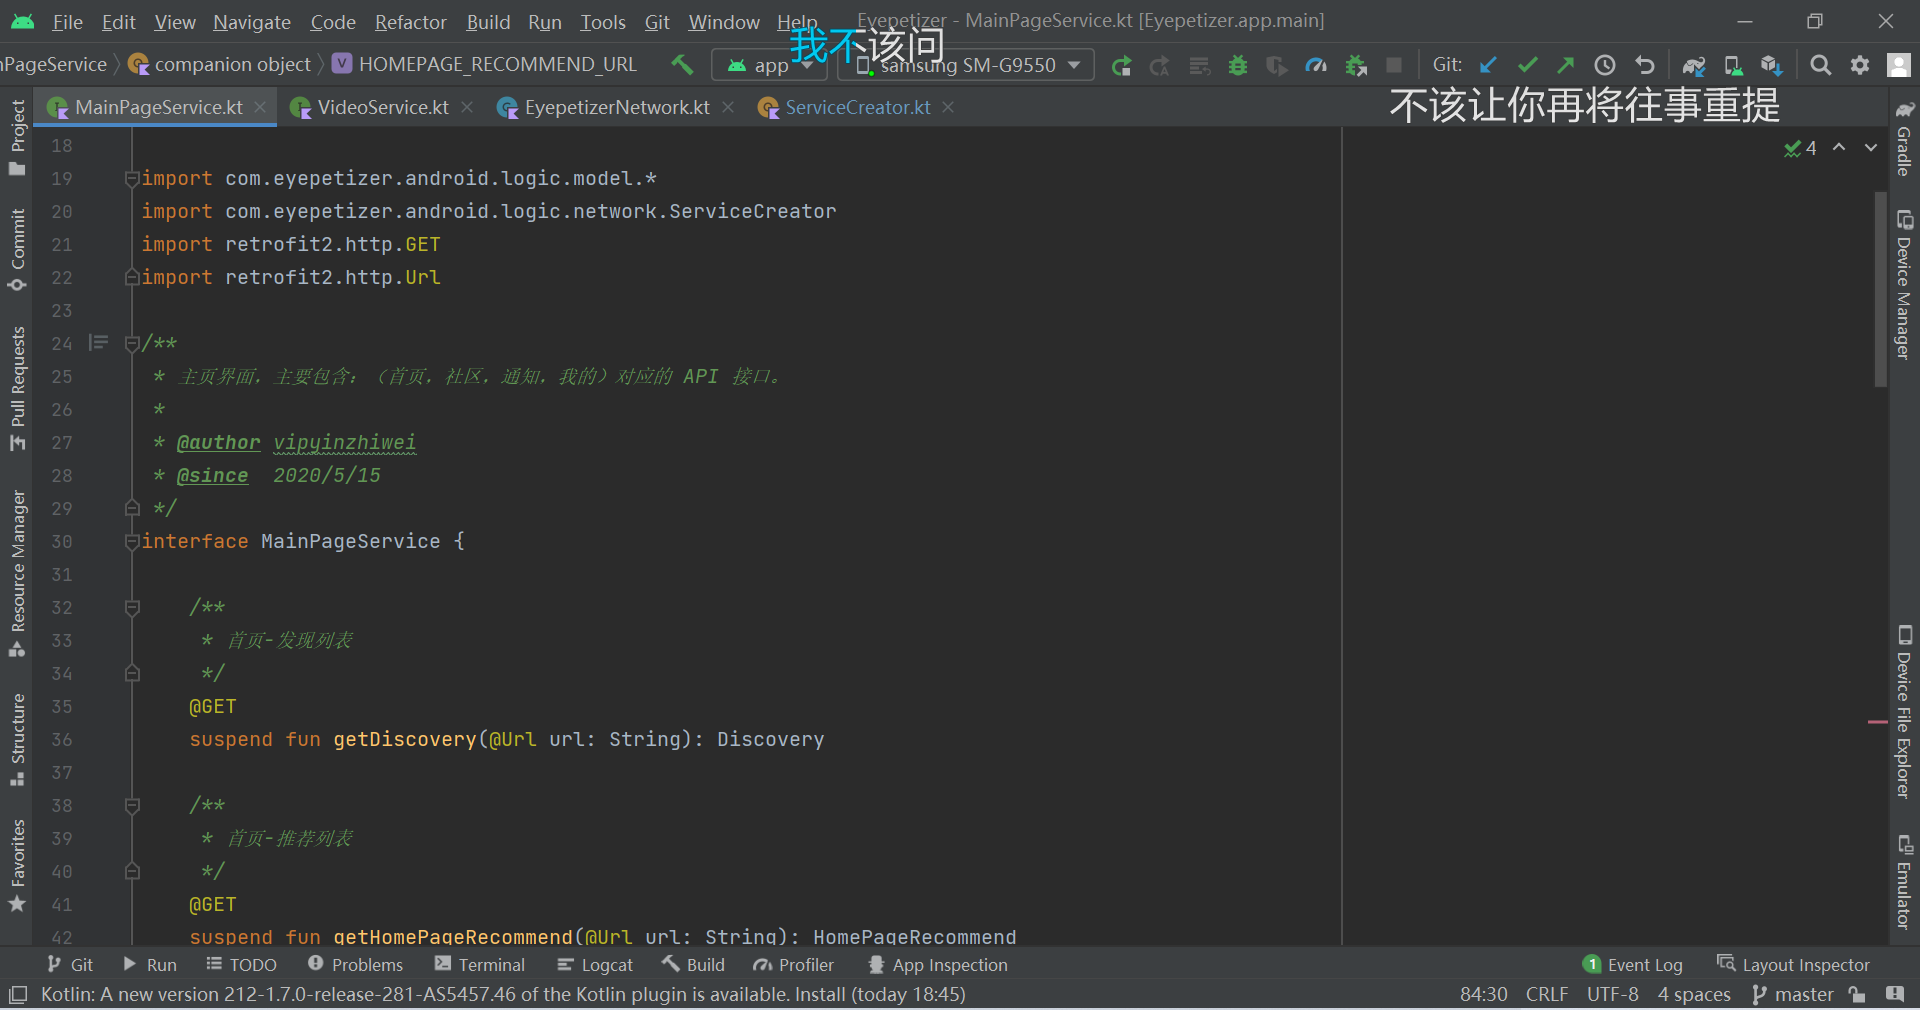 File Edit View Navigate Code Refactor Build Run Tools Git Window Help Eyepetizer - MainPageService.kt [Eyepetizer.app.main]
我不该问
nPageService companion object HOMEPAGE_RECOMMEND_URL app samsung SM-G9550 Git:
MainPageService.kt VideoService.kt EyepetizerNetwork.kt ServiceCreator.kt
不该让你再将往事重提
4
18
19 import com.eyepetizer.android.logic.model.*
20 import com.eyepetizer.android.logic.network.ServiceCreator
21 import retrofit2.http.GET
22 import retrofit2.http.Url
23
24 /**
25 * 主页界面，主要包含：（首页，社区，通知，我的）对应的 API 接口。
26 *
27 * @author vipyinzhiwei
28 * @since 2020/5/15
29 */
30 interface MainPageService {
31
32 /**
33 * 首页-发现列表
34 */
35 @GET
36 suspend fun getDiscovery(@Url url: String): Discovery
37
38 /**
39 * 首页-推荐列表
40 */
41 @GET
42 suspend fun getHomePageRecommend(@Url url: String): HomePageRecommend
Project
Commit
Pull Requests
Resource Manager
Structure
Favorites
Gradle
Device Manager
Device File Explorer
Emulator
Git Run TODO Problems Terminal Logcat Build Profiler App Inspection 1 Event Log Layout Inspector
Kotlin: A new version 212-1.7.0-release-281-AS5457.46 of the Kotlin plugin is available. Install (today 18:45) 84:30 CRLF UTF-8 4 spaces master